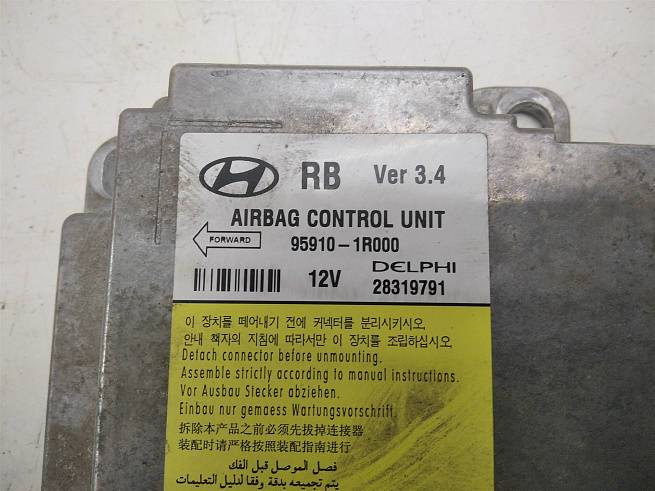 RB Ver 3.4
AIRBAG CONTROL UNIT
FORWARD
95910-1R000
12V
DELPHI
28319791
이 장치를 떼어내기 전에 커넥터를 분리시키시오.
안내 책자의 지침에 따라서만 이 장치를 조립하십시오.
Detach connector before unmounting.
Assemble strictly according to manual instructions.
Vor Ausbau Stecker abziehen.
Einbau nur gemaess Wartungsvorschrift.
拆除本产品之前必须先拔掉连接器
装配时请严格按照装配指南进行
فصل الموصل قبل الفك
يتم تجميعه بدقة وفقا لدليل التعليمات